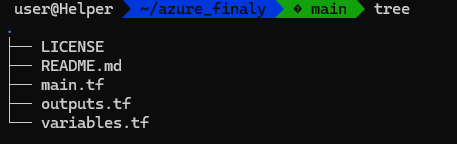 user@Helper ~/azure_finaly � main tree
.
├── LICENSE
├── README.md
├── main.tf
├── outputs.tf
└── variables.tf